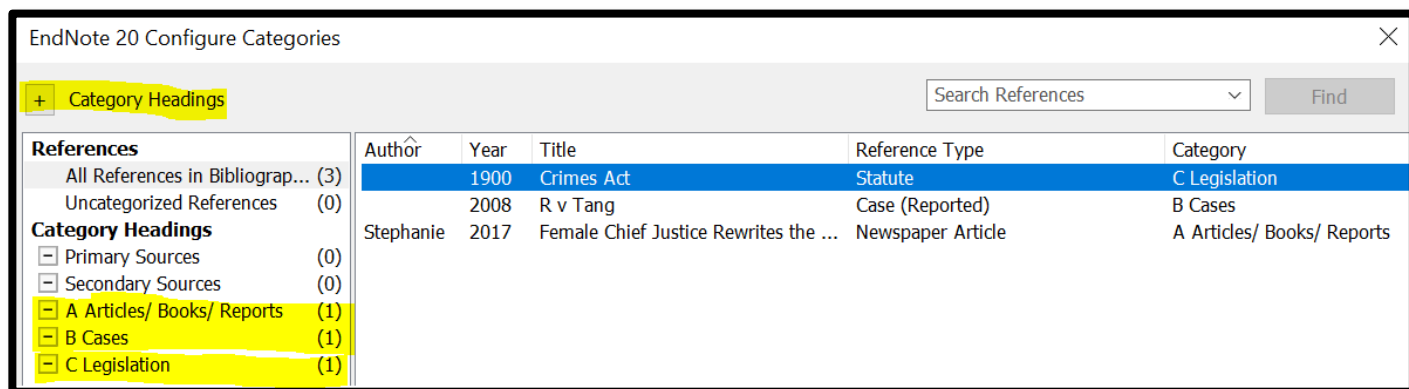 EndNote 20 Configure Categories
+ Category Headings
Search References Find
References
All References in Bibliograp... (3)
Uncategorized References (0)
Category Headings
Primary Sources (0)
Secondary Sources (0)
A Articles/ Books/ Reports (1)
B Cases (1)
C Legislation (1)
Author Year Title Reference Type Category
1900 Crimes Act Statute C Legislation
2008 R v Tang Case (Reported) B Cases
Stephanie 2017 Female Chief Justice Rewrites the ... Newspaper Article A Articles/ Books/ Reports